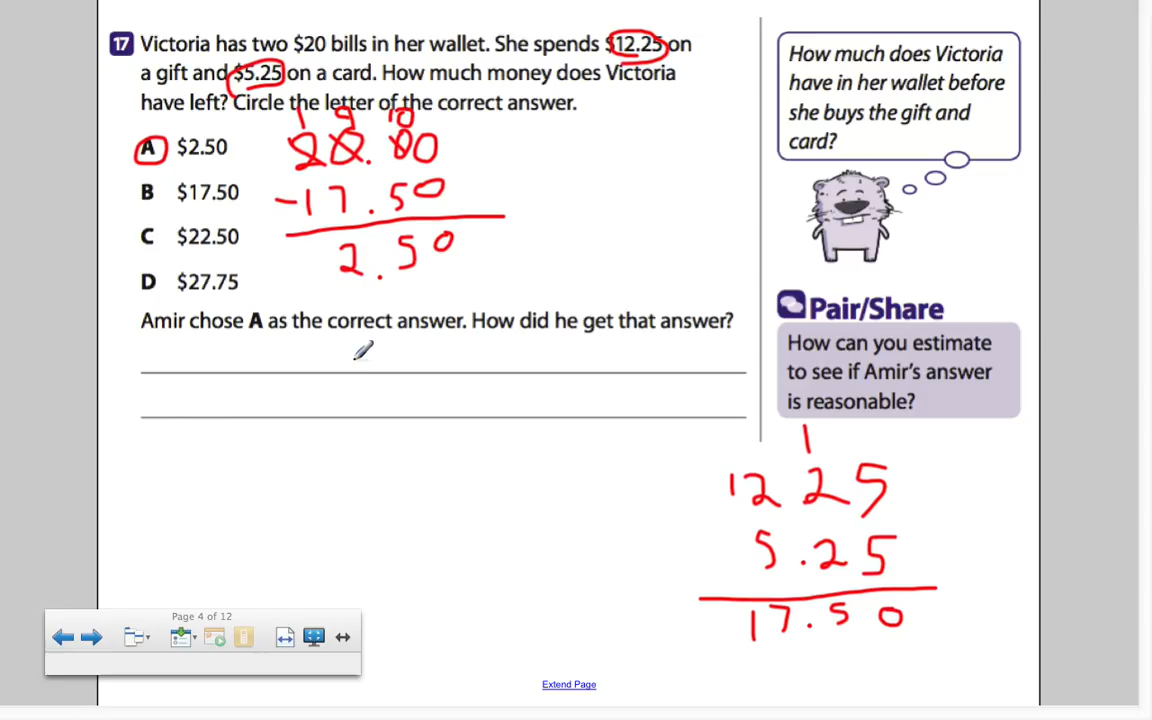 17 Victoria has two $20 bills in her wallet. She spends $12.25 on
a gift and $5.25 on a card. How much money does Victoria
have left? Circle the letter of the correct answer.
A $2.50
B $17.50
C $22.50
D $27.75
1 9 10
20.00
-17.50
2.50
Amir chose A as the correct answer. How did he get that answer?
How much does Victoria
have in her wallet before
she buys the gift and
card?
Pair/Share
How can you estimate
to see if Amir's answer
is reasonable?
1
12 25
5.25
17.50
Page 4 of 12
Extend Page